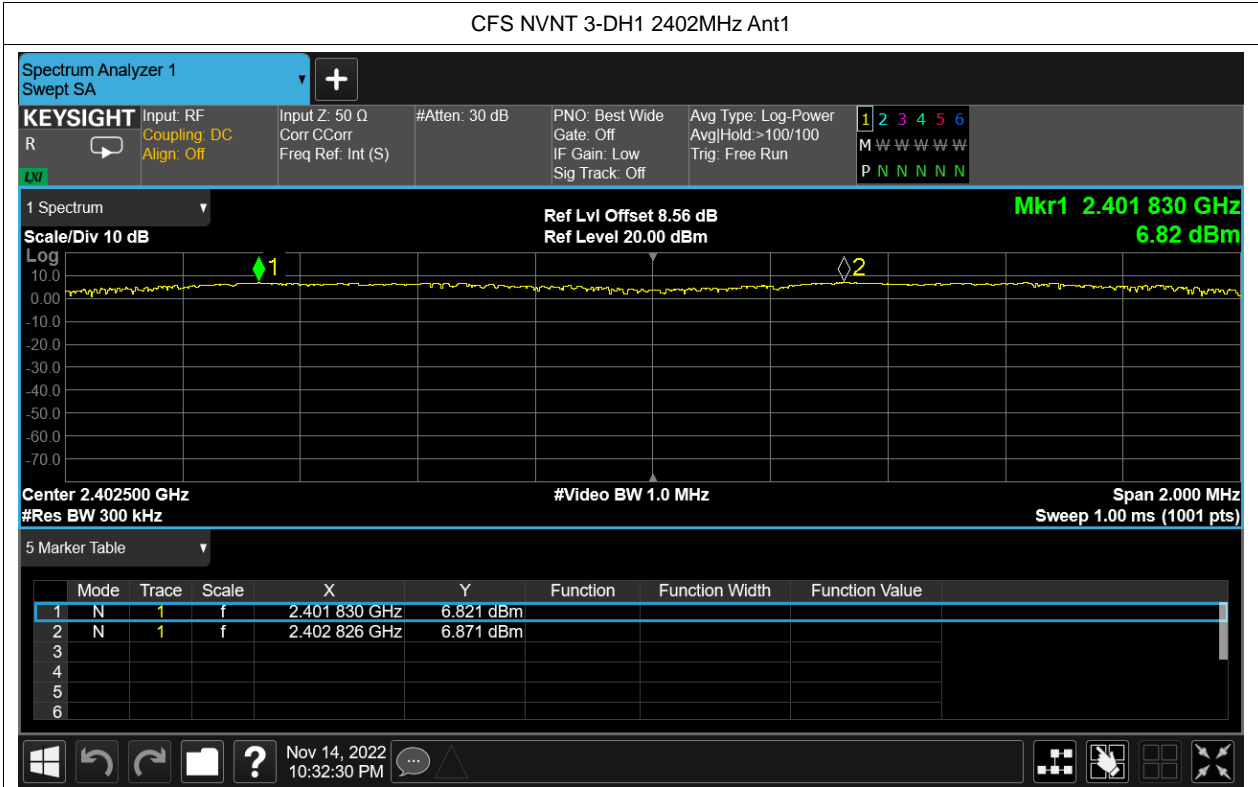 CFS NVNT 3-DH1 2402MHz Ant1
Spectrum Analyzer 1
Swept SA
KEYSIGHT
R
LXI
Input: RF
Coupling: DC
Align: Off
Input Z: 50 Ω
Corr CCorr
Freq Ref: Int (S)
#Atten: 30 dB
PNO: Best Wide
Gate: Off
IF Gain: Low
Sig Track: Off
Avg Type: Log-Power
Avg|Hold:>100/100
Trig: Free Run
1 2 3 4 5 6
M W W W W W
P N N N N N
1 Spectrum
Scale/Div 10 dB
Ref Lvl Offset 8.56 dB
Ref Level 20.00 dBm
Mkr1 2.401 830 GHz
6.82 dBm
Log
10.0
0.00
-10.0
-20.0
-30.0
-40.0
-50.0
-60.0
-70.0
1
2
Center 2.402500 GHz
#Video BW 1.0 MHz
Span 2.000 MHz
#Res BW 300 kHz
Sweep 1.00 ms (1001 pts)
5 Marker Table
Mode Trace Scale X Y Function Function Width Function Value
1 N 1 f 2.401 830 GHz 6.821 dBm
2 N 1 f 2.402 826 GHz 6.871 dBm
3
4
5
6
?
Nov 14, 2022
10:32:30 PM